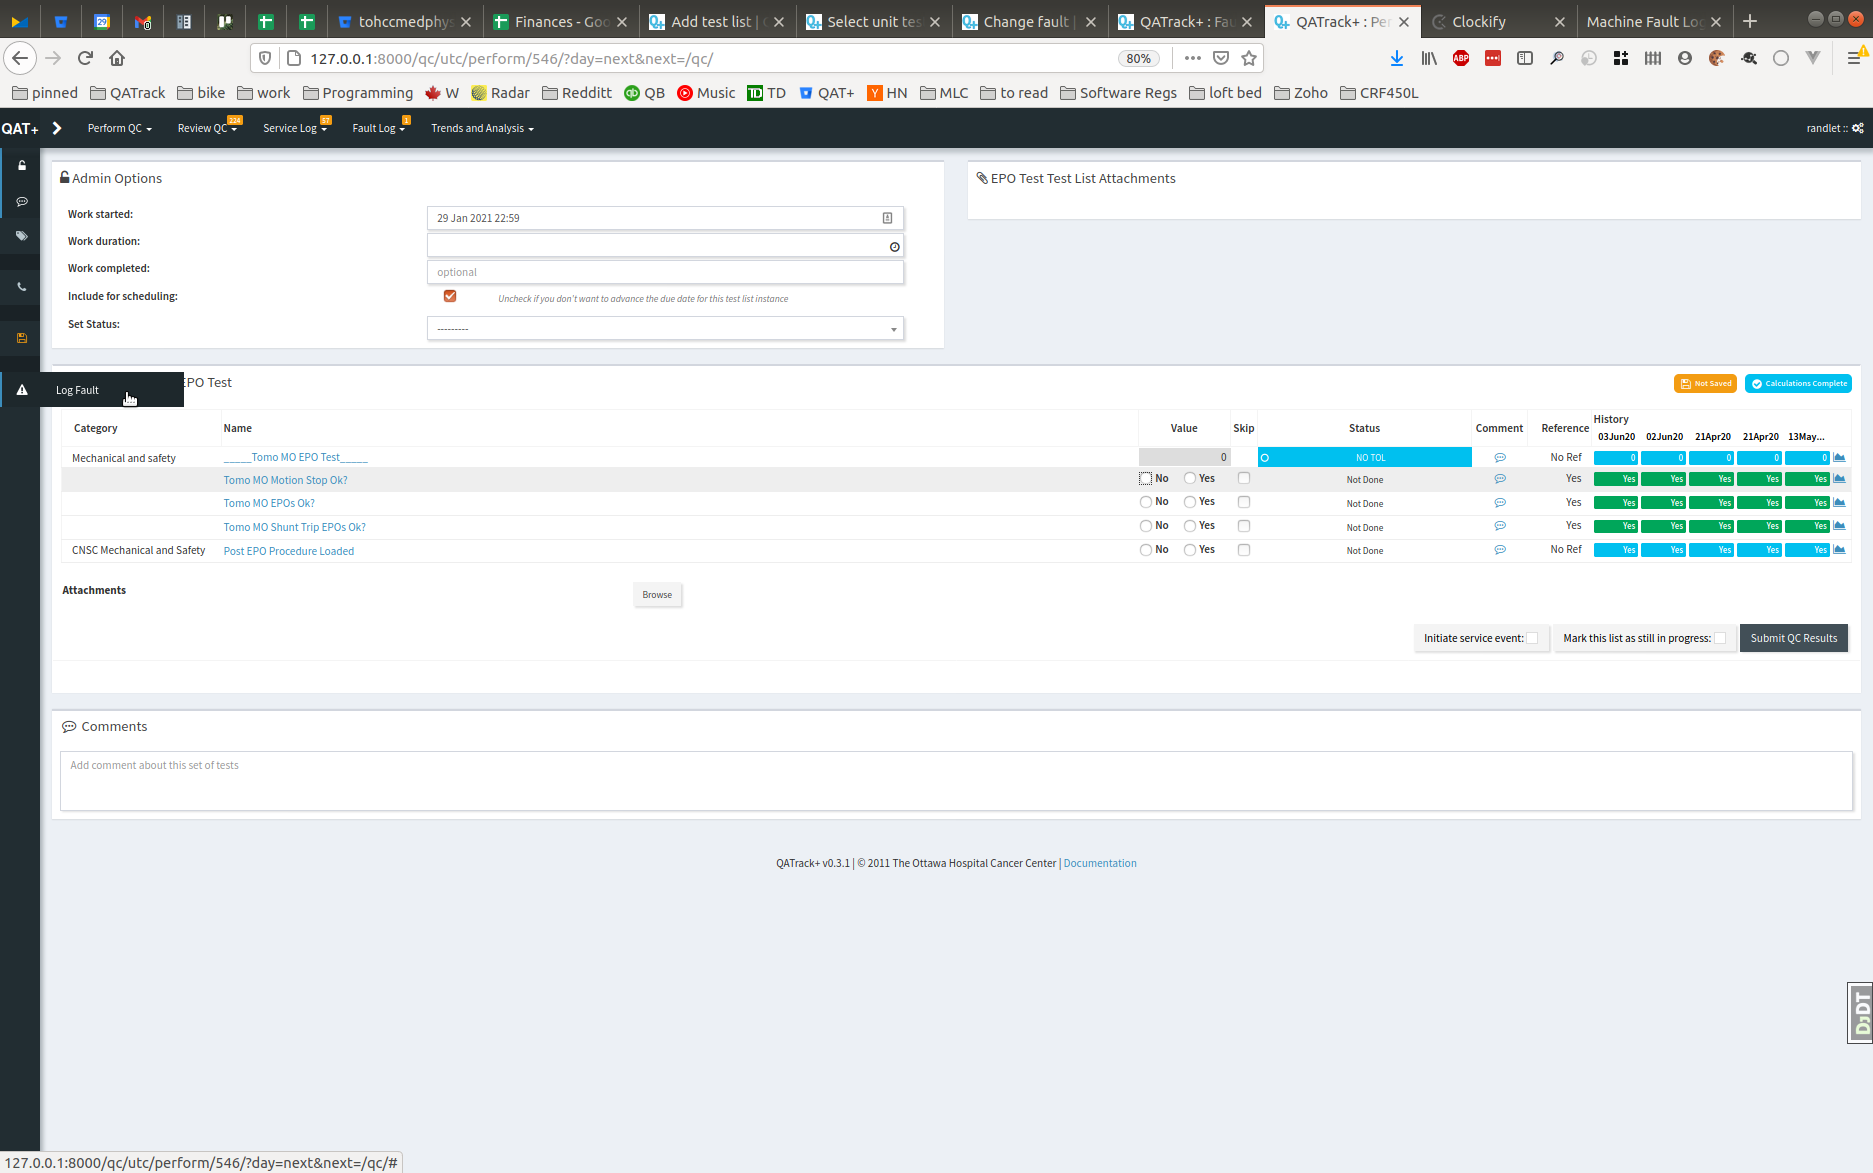 tohccmedphys
Finances - Goo
Add test list |
Select unit tes
Change fault |
QATrack+ : Fau
QATrack+ : Per
Clockify
Machine Fault Log
127.0.0.1:8000/qc/utc/perform/546/?day=next&next=/qc/
80%
pinned QATrack bike work Programming W Radar Redditt QB Music TD QAT+ HN MLC to read Software Regs loft bed Zoho CRF450L
QAT+ Perform QC Review QC 224 Service Log 57 Fault Log 1 Trends and Analysis randlet ::
Admin Options
EPO Test Test List Attachments
Work started: 29 Jan 2021 22:59
Work duration:
Work completed: optional
Include for scheduling: Uncheck if you don't want to advance the due date for this test list instance
Set Status: ---------
Log Fault
EPO Test
Not Saved Calculations Complete
Category Name Value Skip Status Comment Reference History
03Jun20 02Jun20 21Apr20 21Apr20 13May...
Mechanical and safety _____Tomo MO EPO Test_____ 0 NO TOL No Ref 0 0 0 0 0
Tomo MO Motion Stop Ok? No Yes Not Done Yes Yes Yes Yes Yes Yes
Tomo MO EPOs Ok? No Yes Not Done Yes Yes Yes Yes Yes Yes
Tomo MO Shunt Trip EPOs Ok? No Yes Not Done Yes Yes Yes Yes Yes Yes
CNSC Mechanical and Safety Post EPO Procedure Loaded No Yes Not Done No Ref Yes Yes Yes Yes Yes
Attachments Browse
Initiate service event: Mark this list as still in progress: Submit QC Results
Comments
Add comment about this set of tests
QATrack+ v0.3.1 | © 2011 The Ottawa Hospital Cancer Center | Documentation
DjDT
127.0.0.1:8000/qc/utc/perform/546/?day=next&next=/qc/#